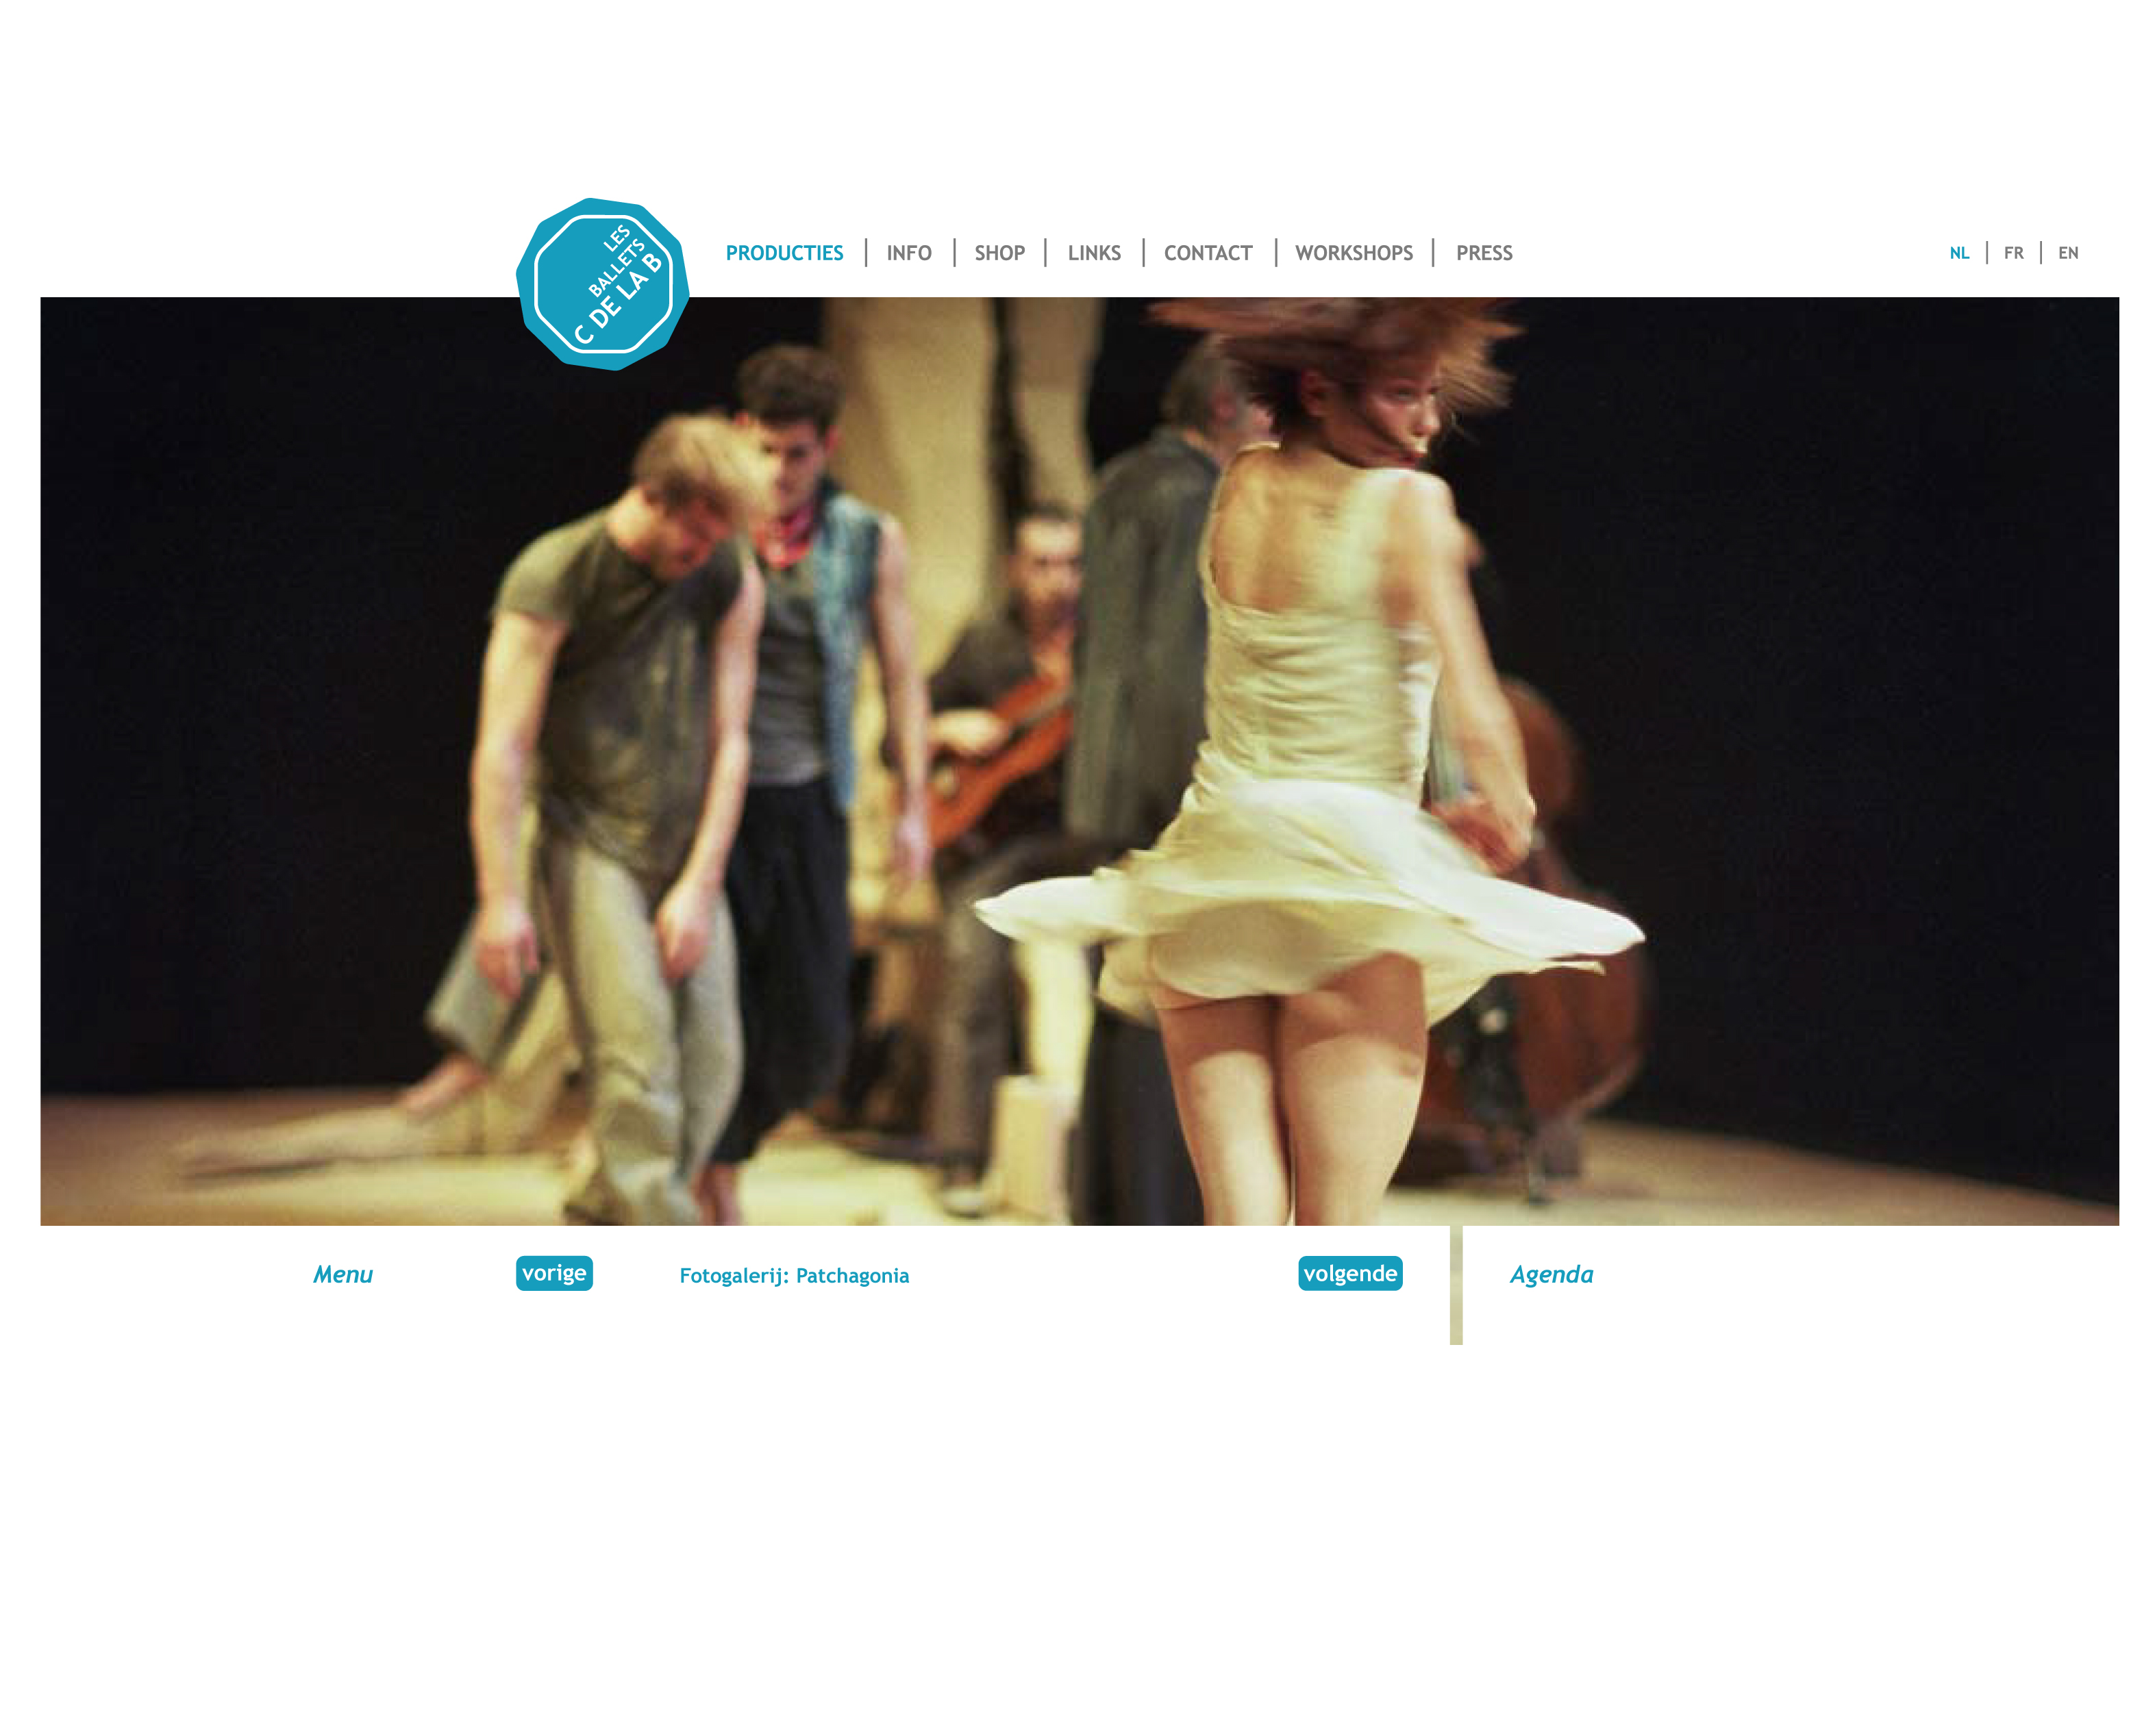 LES
BALLETS
C DE LA B
PRODUCTIES | INFO | SHOP | LINKS | CONTACT | WORKSHOPS | PRESS
NL | FR | EN
Menu
vorige
Fotogalerij: Patchagonia
volgende
Agenda